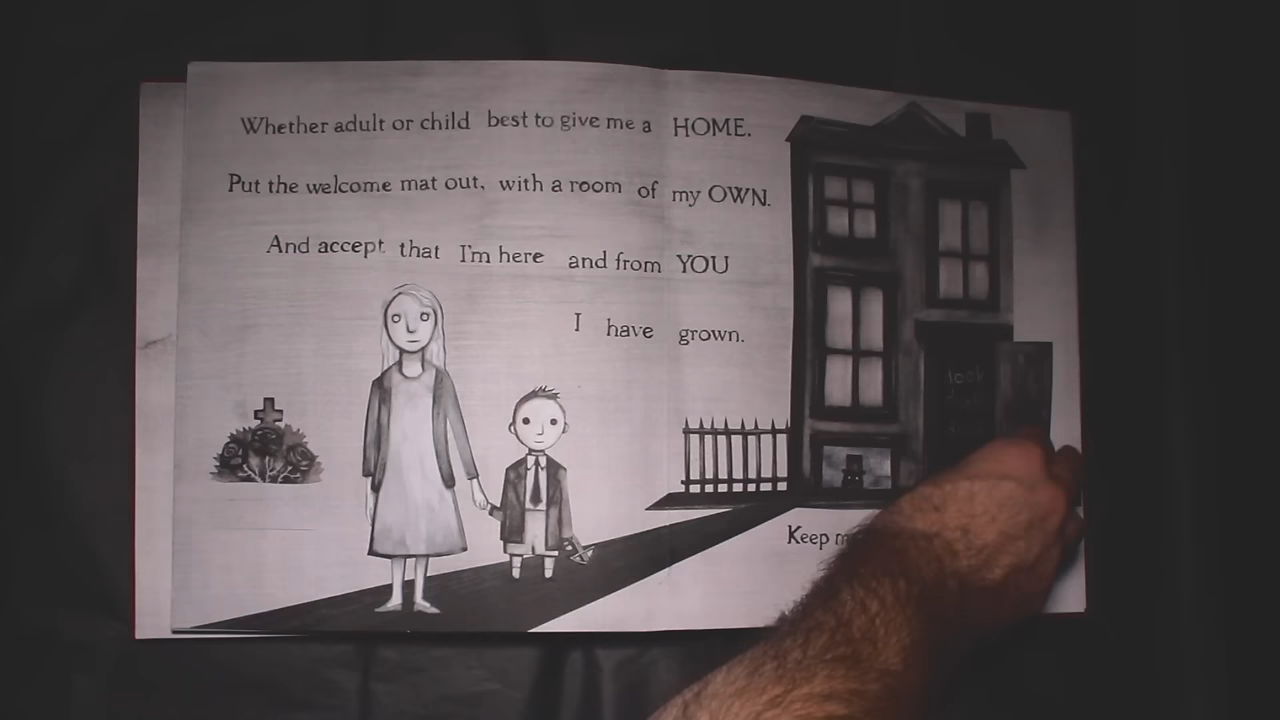 Whether adult or child best to give me a HOME.
Put the welcome mat out, with a room of my OWN.
And accept that I'm here and from YOU
I have grown.
Keep